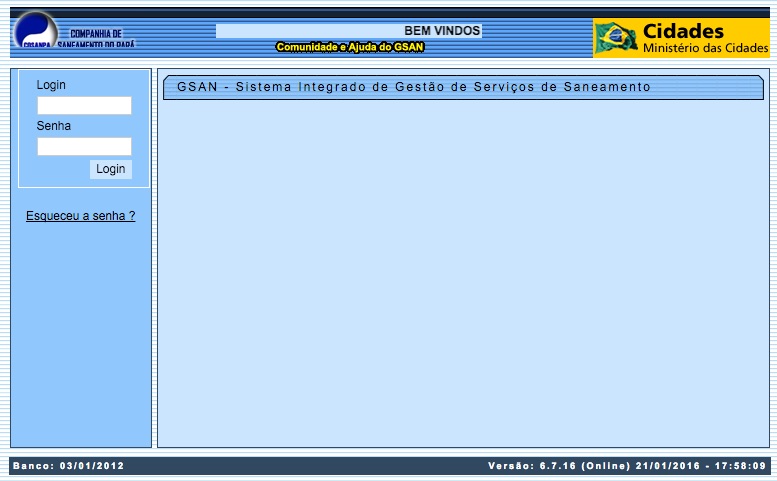 COSANPA
COMPANHIA DE
SANEAMENTO DO PARÁ
BEM VINDOS
Comunidade e Ajuda do GSAN
Cidades
Ministério das Cidades
Login
Senha
Login
Esqueceu a senha ?
GSAN - Sistema Integrado de Gestão de Serviços de Saneamento
Banco: 03/01/2012
Versão: 6.7.16 (Online) 21/01/2016 - 17:58:09